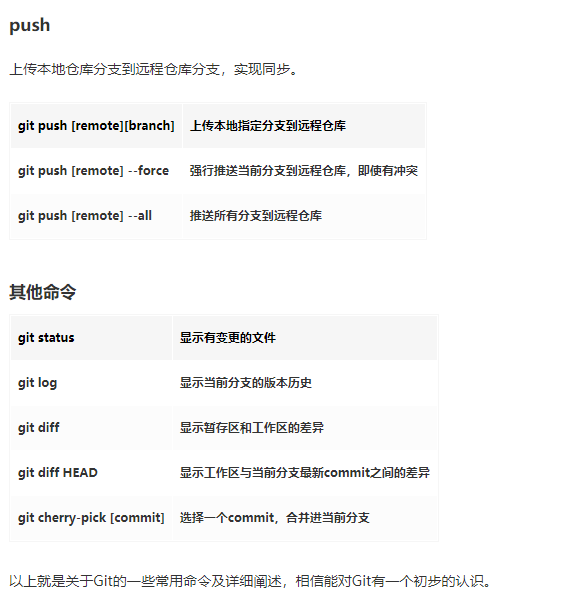 push
上传本地仓库分支到远程仓库分支，实现同步。
git push [remote][branch] 上传本地指定分支到远程仓库
git push [remote] --force 强行推送当前分支到远程仓库，即使有冲突
git push [remote] --all 推送所有分支到远程仓库
其他命令
git status 显示有变更的文件
git log 显示当前分支的版本历史
git diff 显示暂存区和工作区的差异
git diff HEAD 显示工作区与当前分支最新commit之间的差异
git cherry-pick [commit] 选择一个commit，合并进当前分支
以上就是关于Git的一些常用命令及详细阐述，相信能对Git有一个初步的认识。